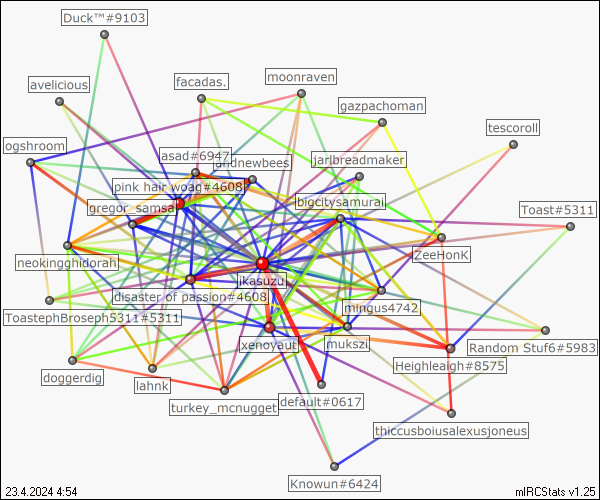 Duck™#9103
avelicious
facadas.
moonraven
gazpachoman
tescoroll
ogshroom
asad#6947
andnewbees
jarlbreadmaker
pink hair woag#4608
gregor_samsa
bigcitysamurai
Toast#5311
neokingghidorah
ZeeHonK
jikasuzu
disaster of passion#4608
mingus4742
ToastephBroseph5311#5311
xenoyaut
mukszi
Random Stuf6#5983
Heighleaigh#8575
doggerdig
lahnk
turkey_mcnugget
default#0617
thiccusboiusalexusjoneus
Knowun#6424
23.4.2024 4:54
mIRCStats v1.25